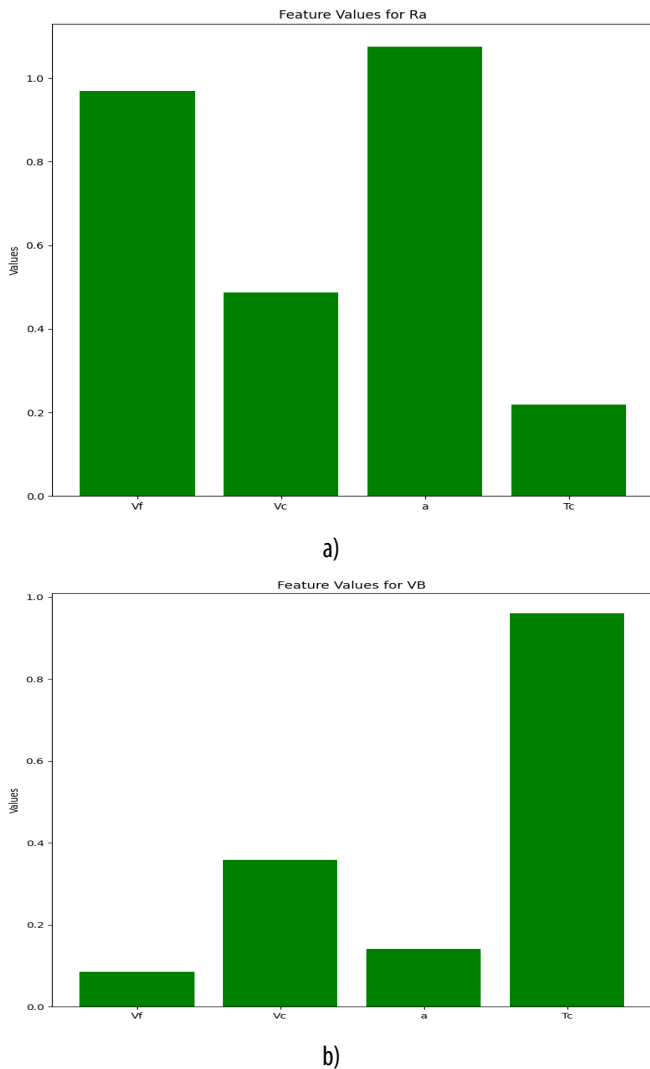 Feature Values for Ra
1.0
0.8
0.6
0.4
0.2
0.0
Values
Vf Vc a Tc
a)
Feature Values for VB
1.0
0.8
0.6
0.4
0.2
0.0
Values
Vf Vc a Tc
b)